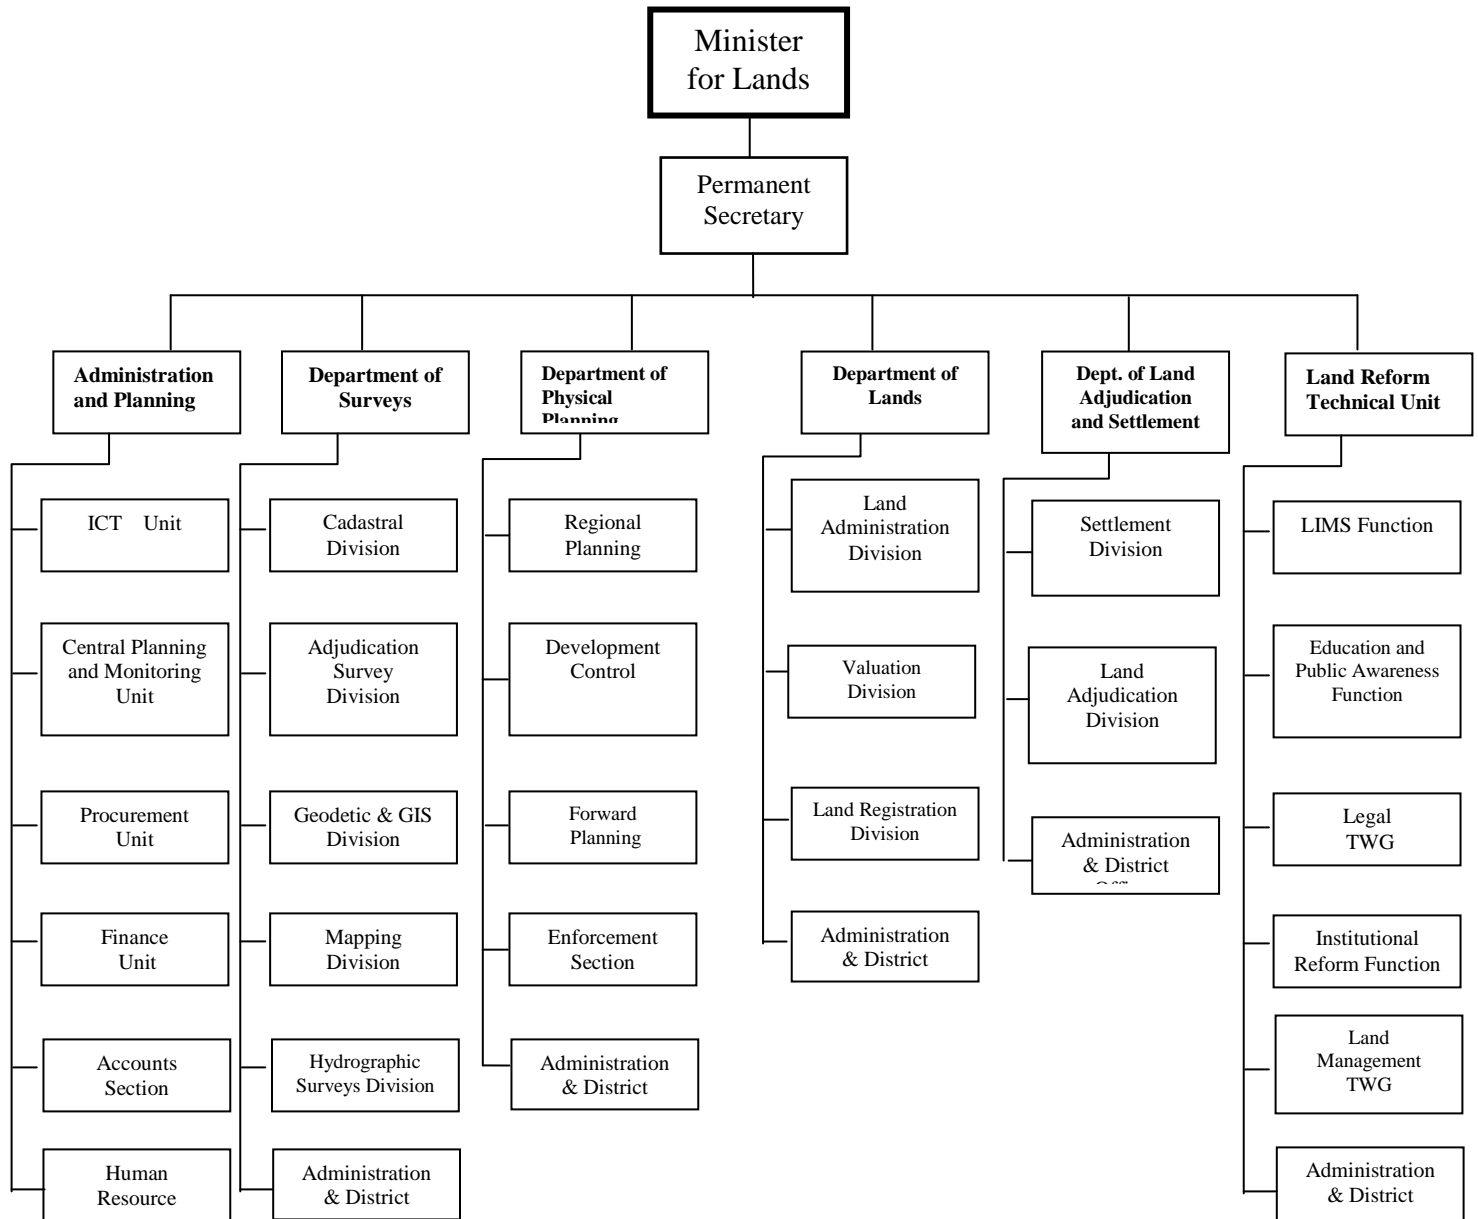 Minister
for Lands
Permanent
Secretary
Administration
and Planning
ICT Unit
Central Planning
and Monitoring
Unit
Procurement
Unit
Finance
Unit
Accounts
Section
Human
Resource
Department of
Surveys
Cadastral
Division
Adjudication
Survey
Division
Geodetic & GIS
Division
Mapping
Division
Hydrographic
Surveys Division
Administration
& District
Department of
Physical
Planning
Regional
Planning
Development
Control
Forward
Planning
Enforcement
Section
Administration
& District
Department of
Lands
Land
Administration
Division
Valuation
Division
Land Registration
Division
Administration
& District
Dept. of Land
Adjudication
and Settlement
Settlement
Division
Land
Adjudication
Division
Administration
& District
Land Reform
Technical Unit
LIMS Function
Education and
Public Awareness
Function
Legal
TWG
Institutional
Reform Function
Land
Management
TWG
Administration
& District